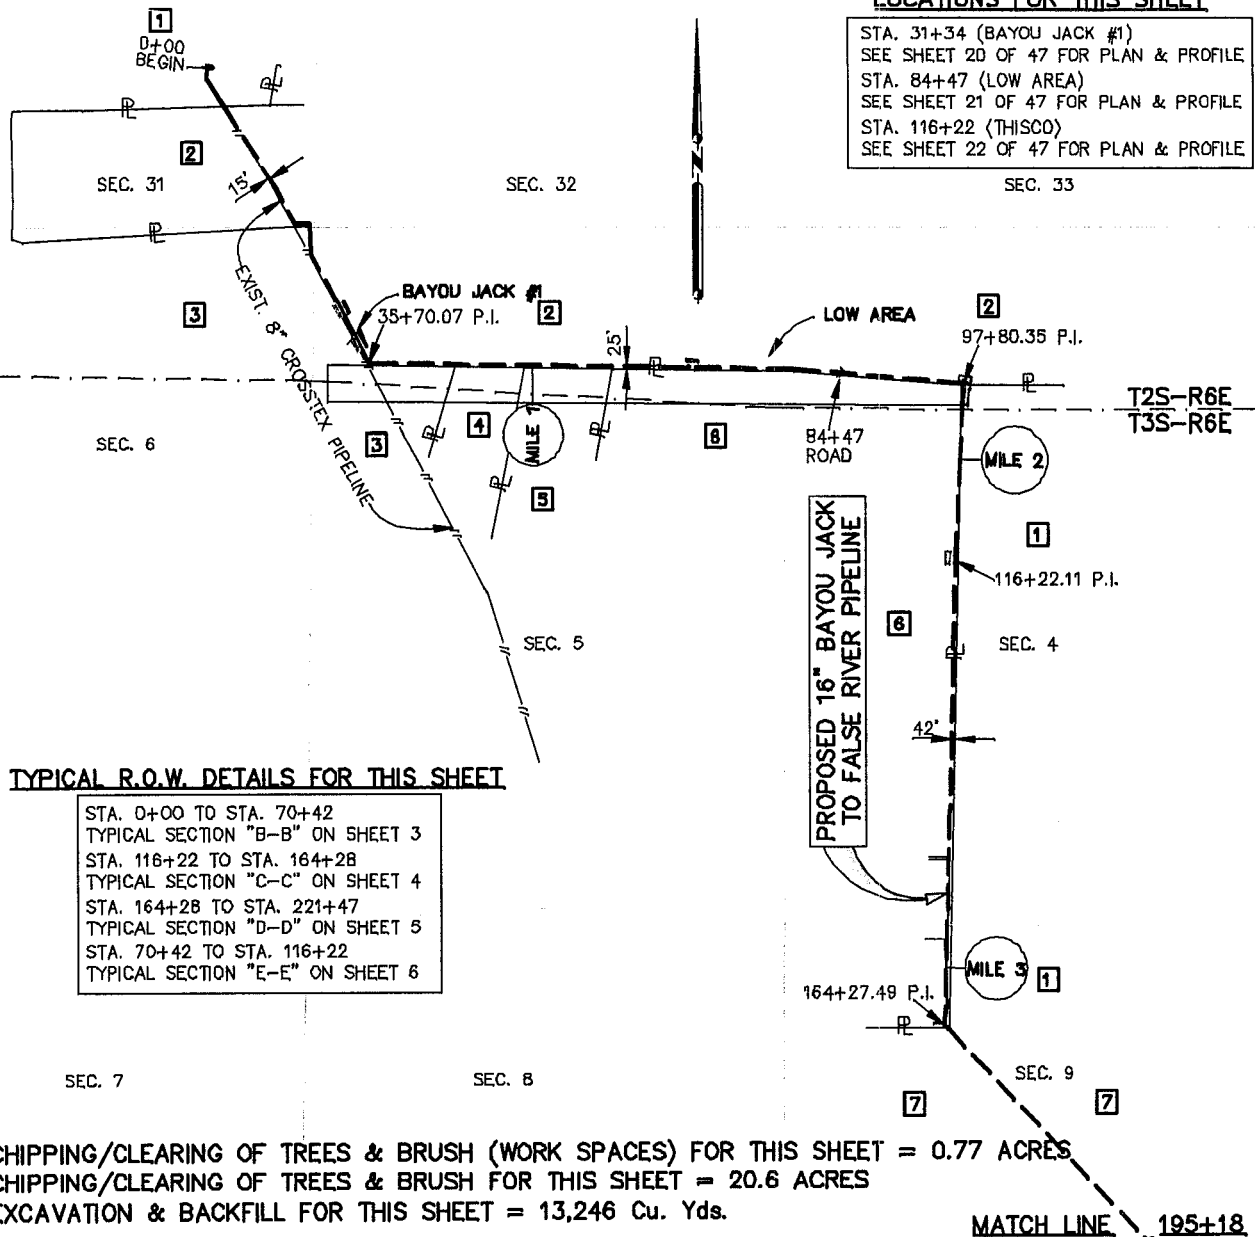 LOCATIONS FOR THIS SHEET
STA. 31+34 (BAYOU JACK #1)
SEE SHEET 20 OF 47 FOR PLAN & PROFILE
STA. 84+47 (LOW AREA)
SEE SHEET 21 OF 47 FOR PLAN & PROFILE
STA. 116+22 (THISCO)
SEE SHEET 22 OF 47 FOR PLAN & PROFILE
1
0+00
BEGIN
PL
PL
2
SEC. 31
15'
SEC. 32
SEC. 33
N
PL
3
EXIST. 8" CROSSTEX PIPELINE
BAYOU JACK #1
35+70.07 P.I.
2
25'
PL
LOW AREA
2
97+80.35 P.I.
PL
T2S-R6E
T3S-R6E
SEC. 6
3
PL
4
MILE 1
PL
PL
5
6
84+47
ROAD
MILE 2
1
116+22.11 P.I.
PROPOSED 16" BAYOU JACK
TO FALSE RIVER PIPELINE
6
SEC. 5
PL
SEC. 4
42'
TYPICAL R.O.W. DETAILS FOR THIS SHEET
STA. 0+00 TO STA. 70+42
TYPICAL SECTION "B-B" ON SHEET 3
STA. 116+22 TO STA. 164+28
TYPICAL SECTION "C-C" ON SHEET 4
STA. 164+28 TO STA. 221+47
TYPICAL SECTION "D-D" ON SHEET 5
STA. 70+42 TO STA. 116+22
TYPICAL SECTION "E-E" ON SHEET 6
MILE 3
1
164+27.49 P.I.
PL
SEC. 7
SEC. 8
SEC. 9
7
7
CHIPPING/CLEARING OF TREES & BRUSH (WORK SPACES) FOR THIS SHEET = 0.77 ACRES
CHIPPING/CLEARING OF TREES & BRUSH FOR THIS SHEET = 20.6 ACRES
EXCAVATION & BACKFILL FOR THIS SHEET = 13,246 Cu. Yds.
MATCH LINE 195+18